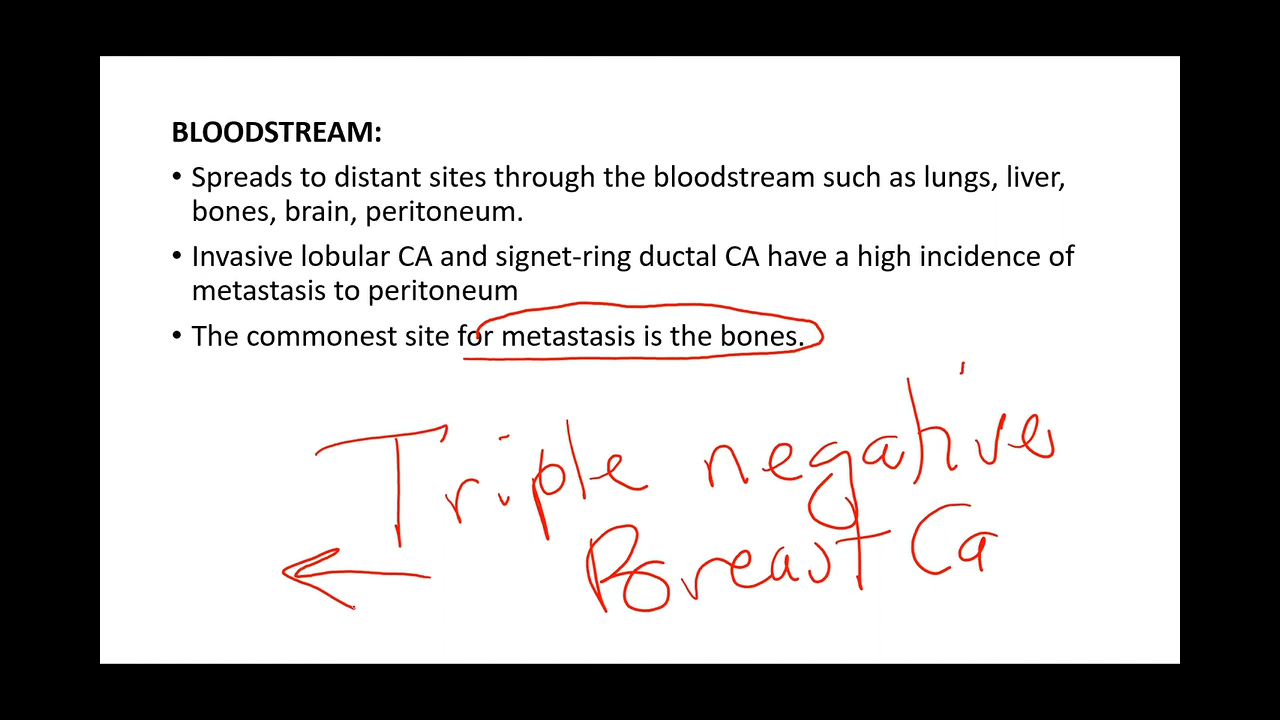 BLOODSTREAM:
• Spreads to distant sites through the bloodstream such as lungs, liver,
bones, brain, peritoneum.
• Invasive lobular CA and signet-ring ductal CA have a high incidence of
metastasis to peritoneum
• The commonest site for metastasis is the bones.
Triple negative
Breast Ca